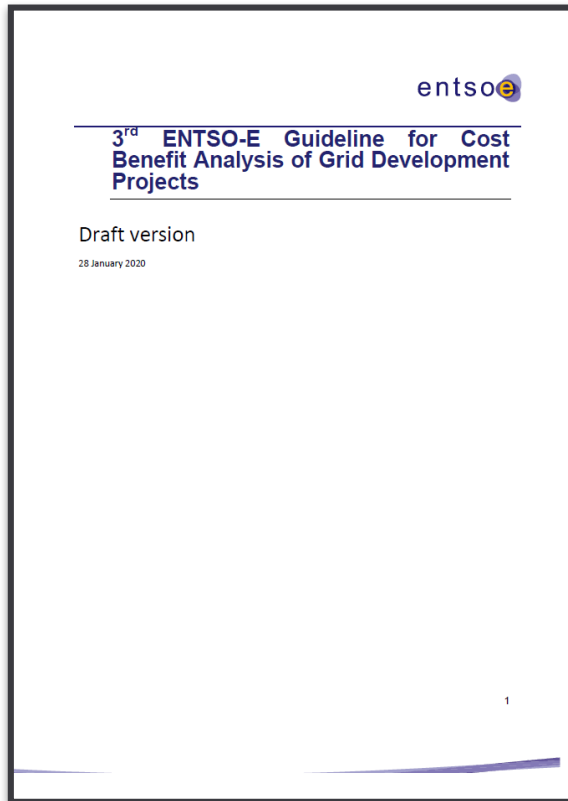 entsoe
3rd ENTSO-E Guideline for Cost
Benefit Analysis of Grid Development
Projects
Draft version
28 January 2020
1